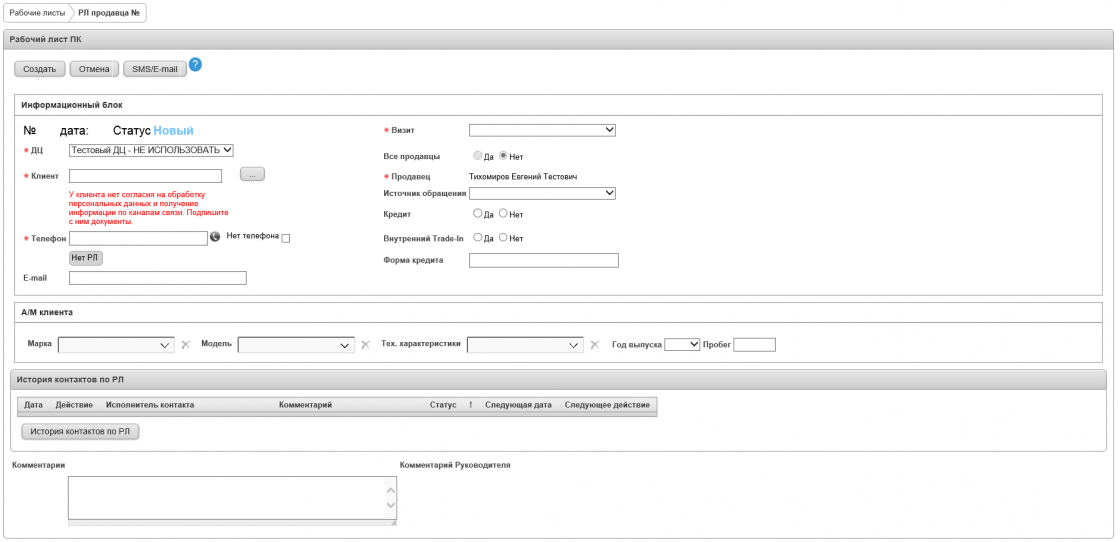 Рабочие листы РЛ продавца №
Рабочий лист ПК
Создать Отмена SMS/E-mail ?
Информационный блок
№ дата: Статус Новый
* Визит
* ДЦ Тестовый ДЦ - НЕ ИСПОЛЬЗОВАТЬ
Все продавцы Да Нет
* Клиент ...
* Продавец Тихомиров Евгений Тестович
У клиента нет согласия на обработку
персональных данных и получение
информации по каналам связи. Подпишите
с ним документы.
Источник обращения
Кредит Да Нет
* Телефон Нет телефона
Внутренний Trade-In Да Нет
Нет РЛ
Форма кредита
E-mail
А/М клиента
Марка Модель Тех. характеристики Год выпуска Пробег
История контактов по РЛ
Дата Действие Исполнитель контакта Комментарий Статус ! Следующая дата Следующее действие
История контактов по РЛ
Комментарии Комментарий Руководителя